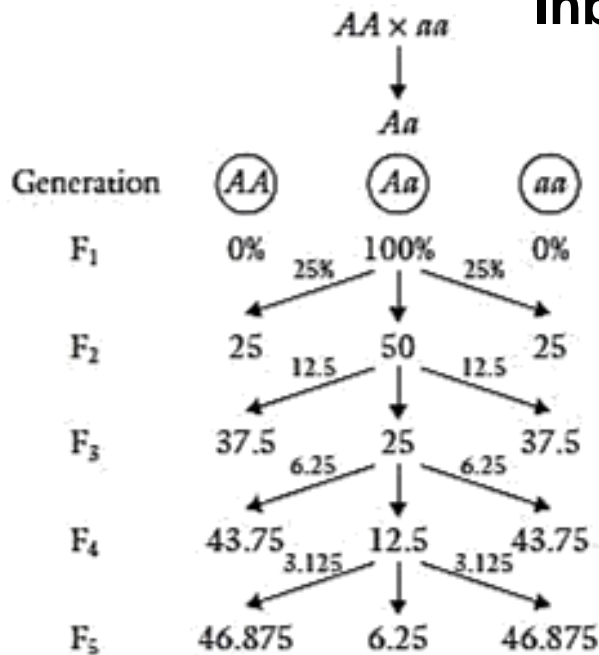 Inb
AA × aa
Aa
Generation AA Aa aa
F₁ 0% 100% 0%
25% 25%
F₂ 25 50 25
12.5 12.5
F₃ 37.5 25 37.5
6.25 6.25
F₄ 43.75 12.5 43.75
3.125 3.125
F₅ 46.875 6.25 46.875